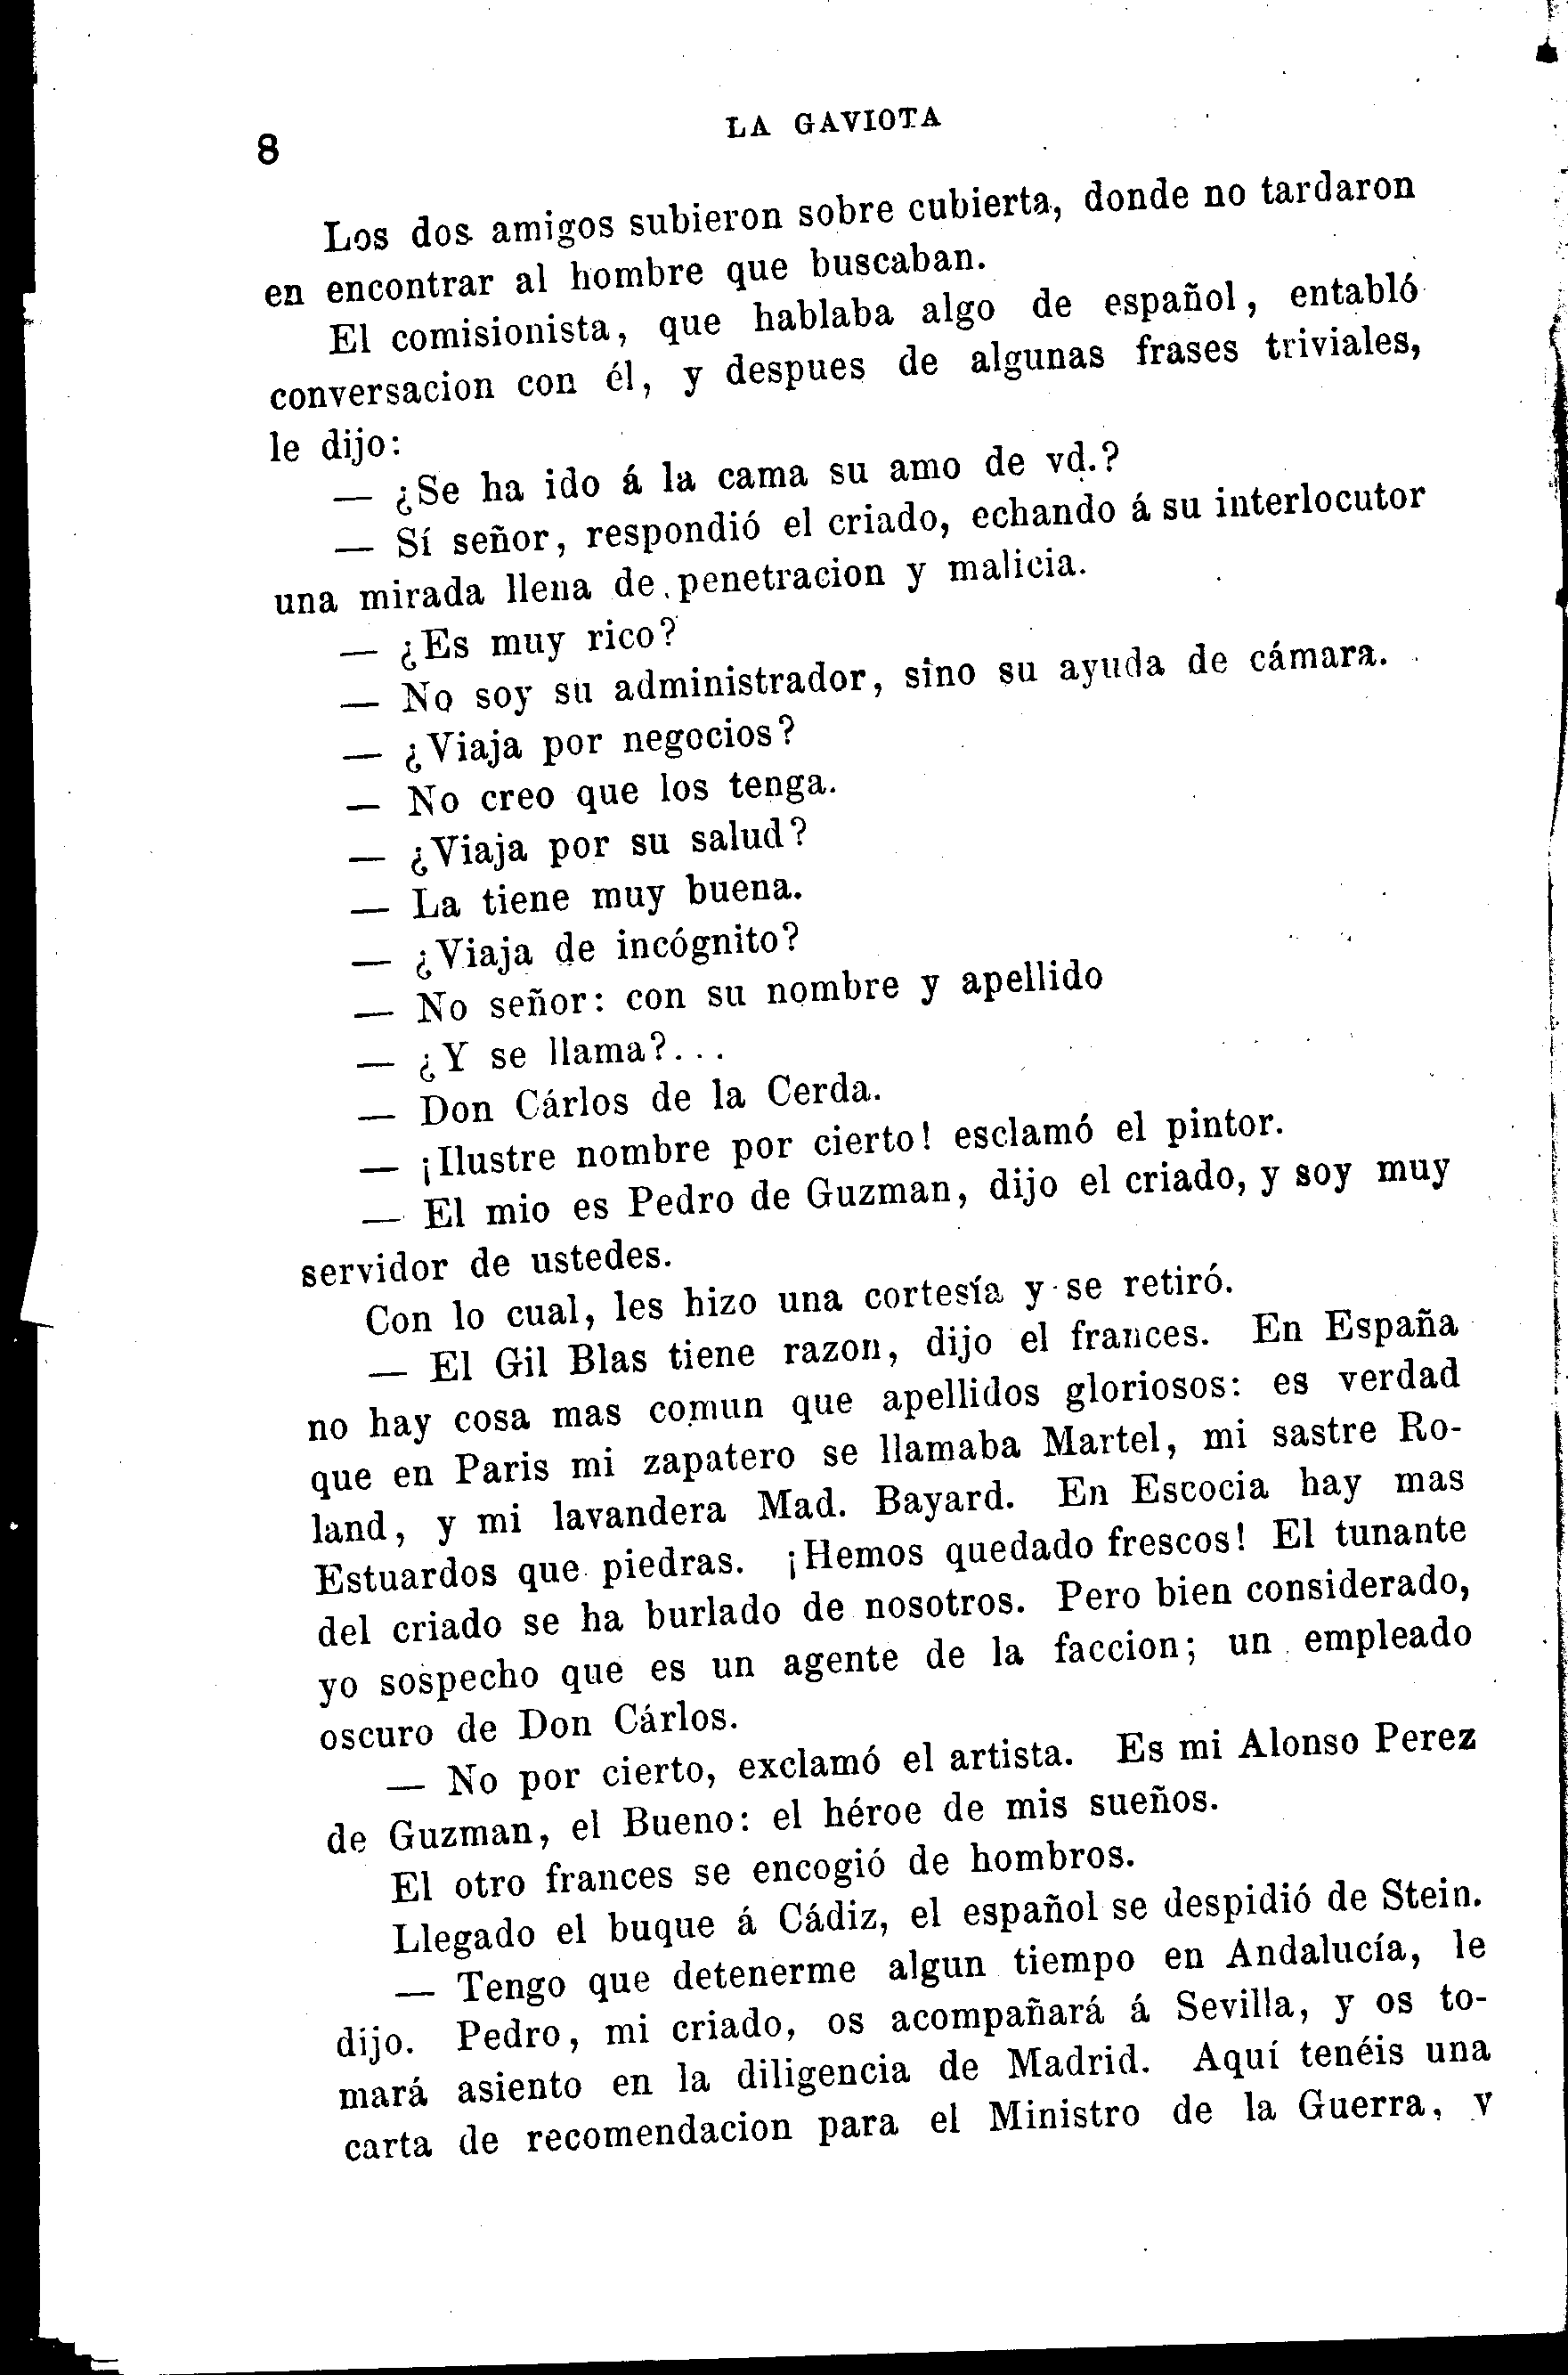 8
LA GAVIOTA
Los dos amigos subieron sobre cubierta, donde no tardaron
en encontrar al hombre que buscaban.
El comisionista, que hablaba algo de español, entabló
conversacion con él, y despues de algunas frases triviales,
le dijo:
— ¿Se ha ido á la cama su amo de vd.?
— Sí señor, respondió el criado, echando á su interlocutor
una mirada llena de penetracion y malicia.
— ¿Es muy rico?
— No soy su administrador, sino su ayuda de cámara.
— ¿Viaja por negocios?
— No creo que los tenga.
— ¿Viaja por su salud?
— La tiene muy buena.
— ¿Viaja de incógnito?
— No señor: con su nombre y apellido
— ¿Y se llama?...
— Don Cárlos de la Cerda.
— ¡Ilustre nombre por cierto! esclamó el pintor.
— El mio es Pedro de Guzman, dijo el criado, y soy muy
servidor de ustedes.
Con lo cual, les hizo una cortesía y se retiró.
— El Gil Blas tiene razon, dijo el frances. En España
no hay cosa mas comun que apellidos gloriosos: es verdad
que en Paris mi zapatero se llamaba Martel, mi sastre Ro-
land, y mi lavandera Mad. Bayard. En Escocia hay mas
Estuardos que piedras. ¡Hemos quedado frescos! El tunante
del criado se ha burlado de nosotros. Pero bien considerado,
yo sospecho que es un agente de la faccion; un empleado
oscuro de Don Cárlos.
— No por cierto, exclamó el artista. Es mi Alonso Perez
de Guzman, el Bueno: el héroe de mis sueños.
El otro frances se encogió de hombros.
Llegado el buque á Cádiz, el español se despidió de Stein.
— Tengo que detenerme algun tiempo en Andalucía, le
dijo. Pedro, mi criado, os acompañará á Sevilla, y os to-
mará asiento en la diligencia de Madrid. Aquí tenéis una
carta de recomendacion para el Ministro de la Guerra, y